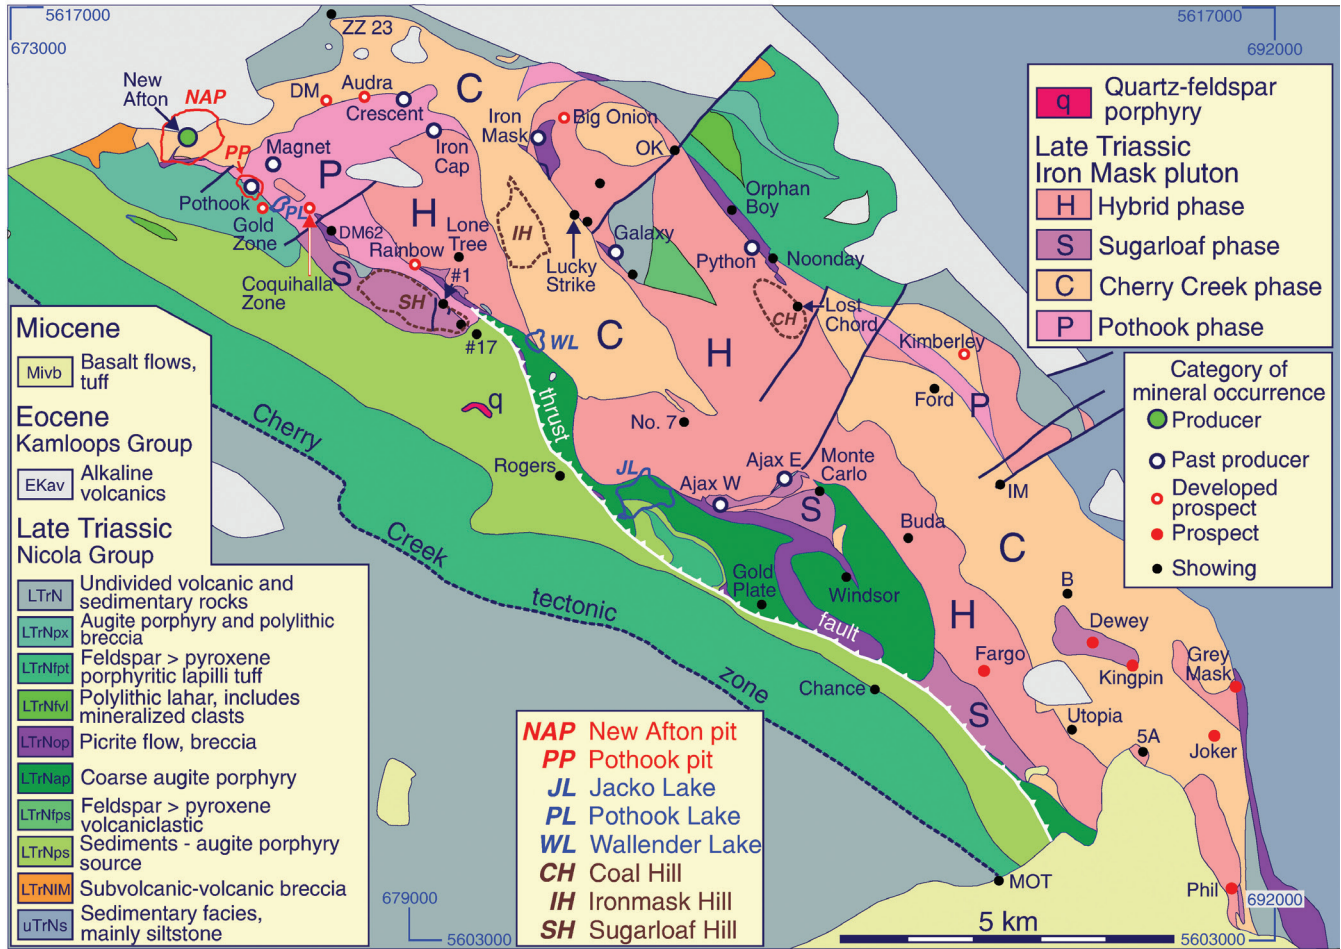 5617000
673000
5617000
692000
ZZ 23
New
Afton
NAP
DM
Audra
Crescent
C
Iron
Mask
Big Onion
OK
PP
Magnet
P
Iron
Cap
Pothook
PL
Gold
Zone
DM62
H
Lone
Tree
Rainbow
#1
IH
Lucky
Strike
Galaxy
Orphan
Boy
Python
Noonday
Coquihalla
Zone
S
SH
#17
WL
C
H
CH
Lost
Chord
Kimberley
Ford
P
q
thrust
No. 7
Rogers
JL
Ajax W
Ajax E
Monte
Carlo
S
IM
Buda
C
B
Gold
Plate
Windsor
fault
H
Dewey
Kingpin
Fargo
Grey
Mask
Chance
S
Utopia
5A
Joker
MOT
Phil
Cherry
Creek
tectonic
zone
q Quartz-feldspar
porphyry
Late Triassic
Iron Mask pluton
H Hybrid phase
S Sugarloaf phase
C Cherry Creek phase
P Pothook phase
Category of
mineral occurrence
Producer
Past producer
Developed
prospect
Prospect
Showing
Miocene
Mivb Basalt flows,
tuff
Eocene
Kamloops Group
EKav Alkaline
volcanics
Late Triassic
Nicola Group
LTrN Undivided volcanic and
sedimentary rocks
LTrNpx Augite porphyry and polylithic
breccia
LTrNfpt Feldspar > pyroxene
porphyritic lapilli tuff
LTrNfvl Polylithic lahar, includes
mineralized clasts
LTrNop Picrite flow, breccia
LTrNap Coarse augite porphyry
LTrNfps Feldspar > pyroxene
volcaniclastic
LTrNps Sediments - augite porphyry
source
LTrNIM Subvolcanic-volcanic breccia
uTrNs Sedimentary facies,
mainly siltstone
NAP New Afton pit
PP Pothook pit
JL Jacko Lake
PL Pothook Lake
WL Wallender Lake
CH Coal Hill
IH Ironmask Hill
SH Sugarloaf Hill
679000
5603000
5 km
692000
5603000